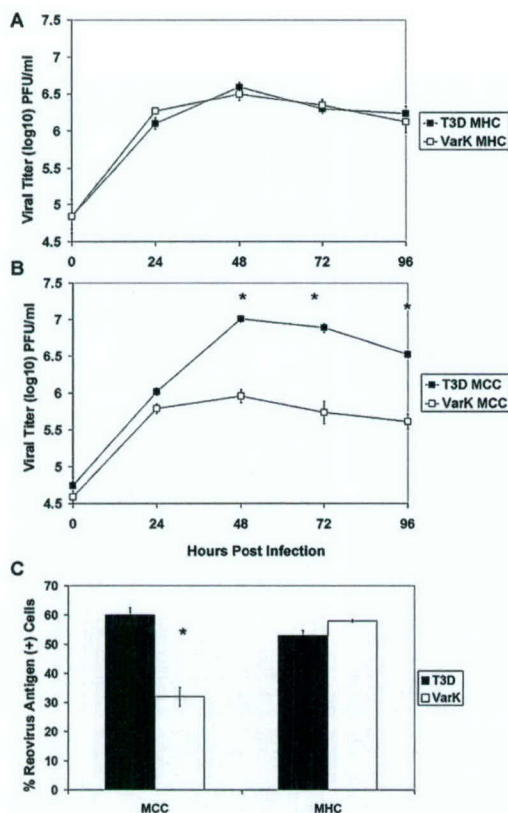 A
Viral Titer (log10) PFU/ml
7.5
7
6.5
6
5.5
5
4.5
0 24 48 72 96
T3D MHC
VarK MHC
B
Viral Titer (log10) PFU/ml
7.5
7
6.5
6
5.5
5
4.5
* * *
0 24 48 72 96
T3D MCC
VarK MCC
Hours Post Infection
C
% Reovirus Antigen (+) Cells
70
60
50
40
30
20
10
0
*
MCC MHC
T3D
VarK